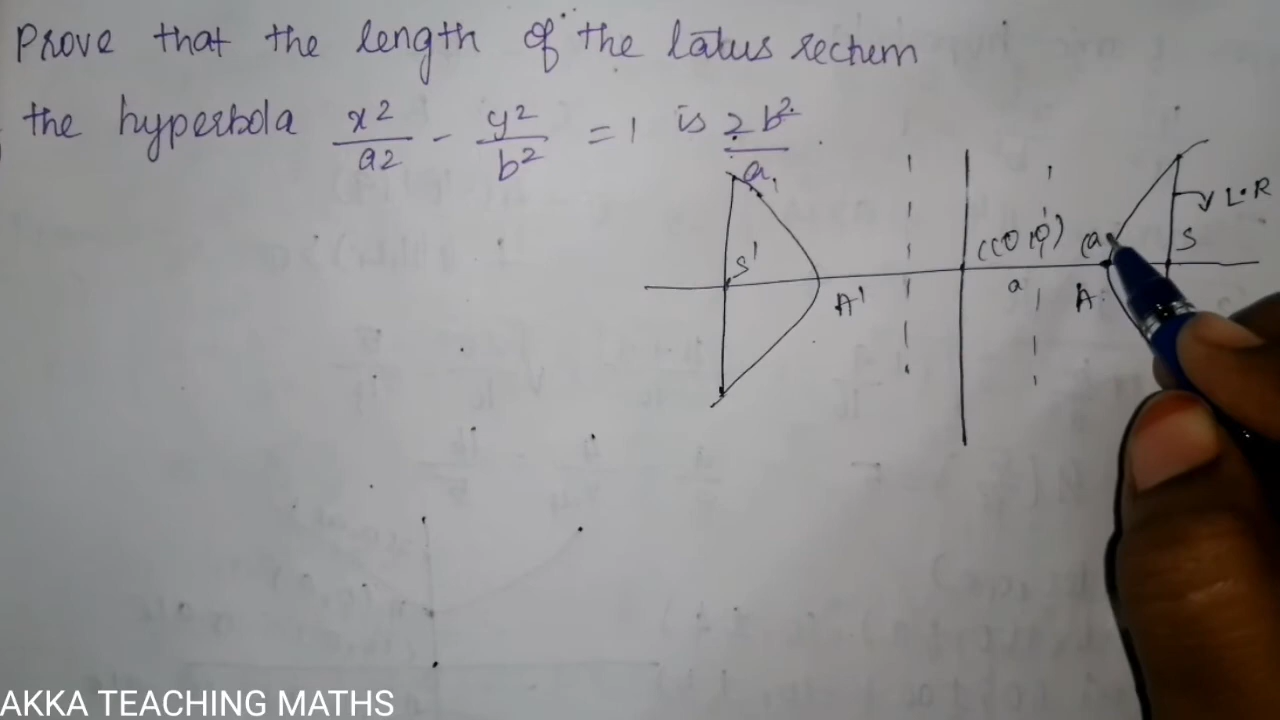 Prove that the length of the latus rectum
the hyperbola x²/a² - y²/b² = 1 is 2b²/a.
L.R
S' A' (0,0) a (a A S
AKKA TEACHING MATHS